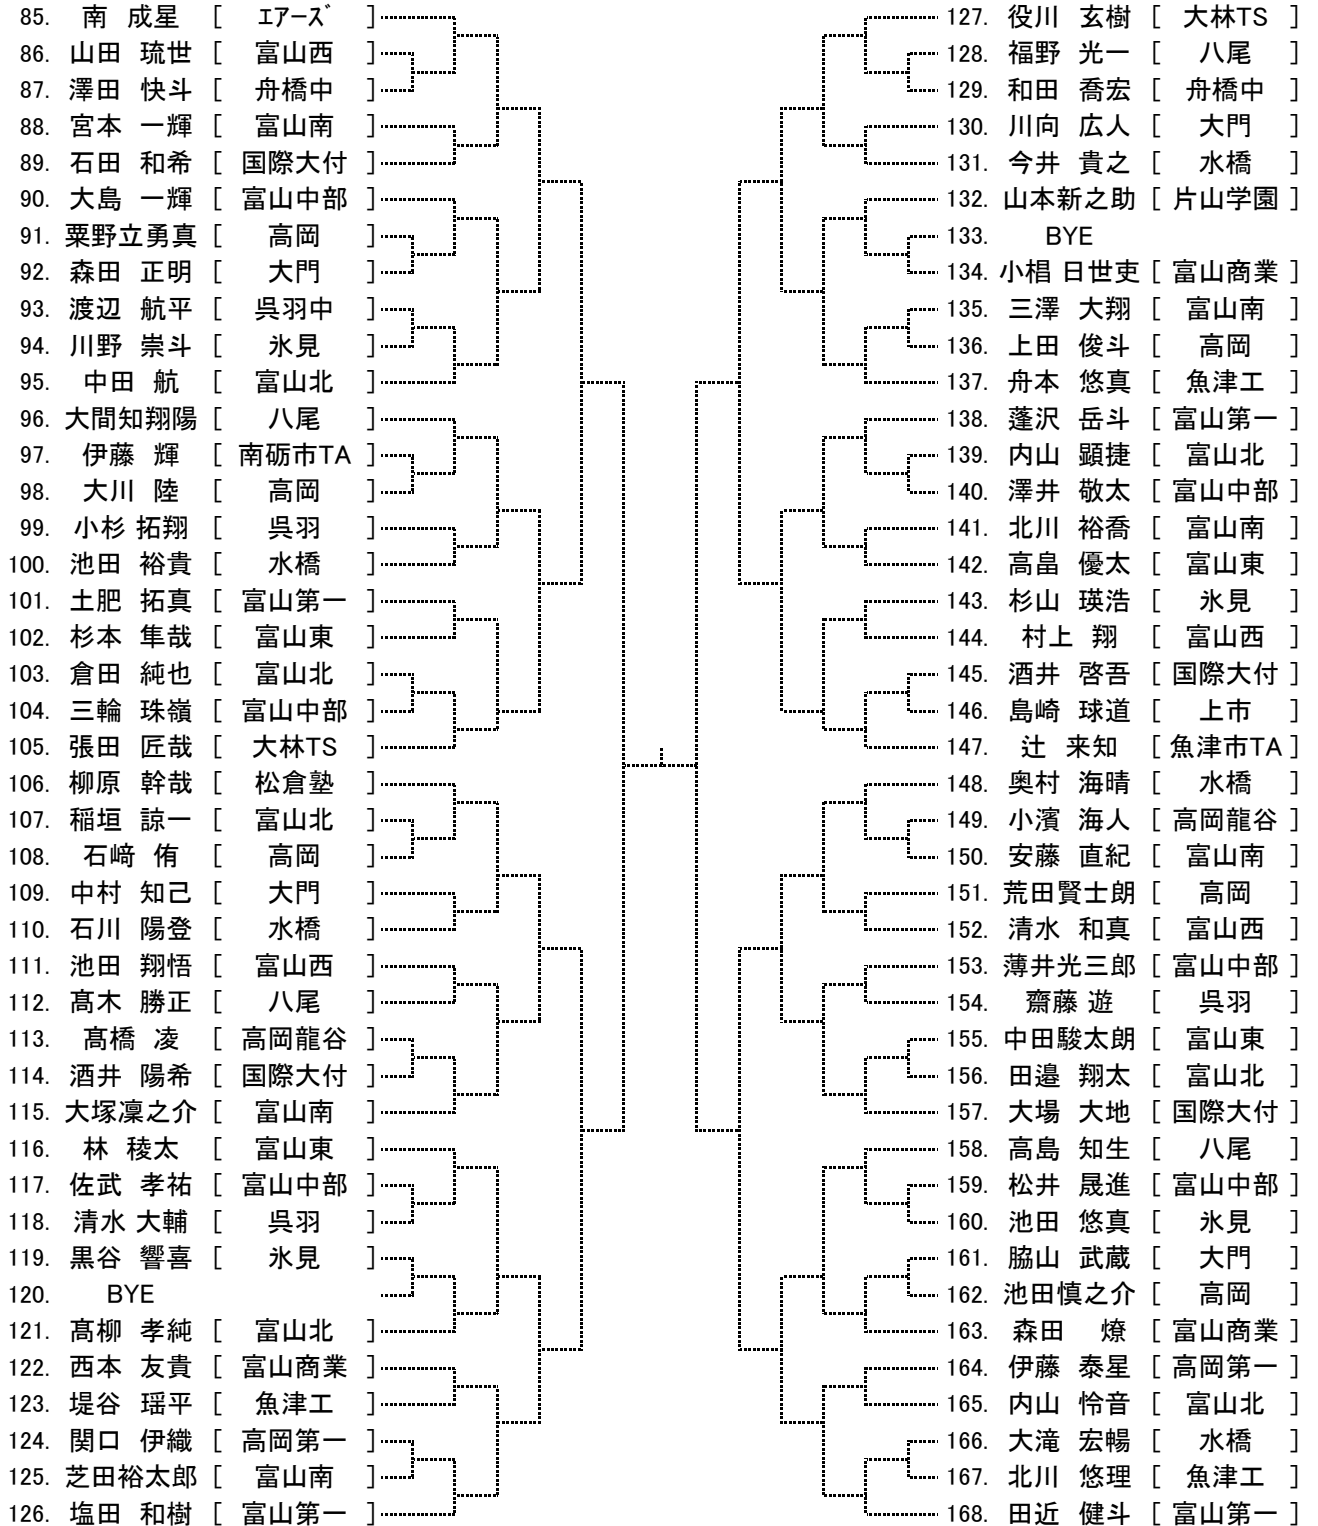 85. 南 成星 [ エアーズ ]
86. 山田 琉世 [ 富山西 ]
87. 澤田 快斗 [ 舟橋中 ]
88. 宮本 一輝 [ 富山南 ]
89. 石田 和希 [ 国際大付 ]
90. 大島 一輝 [ 富山中部 ]
91. 粟野立勇真 [ 高岡 ]
92. 森田 正明 [ 大門 ]
93. 渡辺 航平 [ 呉羽中 ]
94. 川野 崇斗 [ 氷見 ]
95. 中田 航 [ 富山北 ]
96. 大間知翔陽 [ 八尾 ]
97. 伊藤 輝 [ 南砺市TA ]
98. 大川 陸 [ 高岡 ]
99. 小杉 拓翔 [ 呉羽 ]
100. 池田 裕貴 [ 水橋 ]
101. 土肥 拓真 [ 富山第一 ]
102. 杉本 隼哉 [ 富山東 ]
103. 倉田 純也 [ 富山北 ]
104. 三輪 珠嶺 [ 富山中部 ]
105. 張田 匠哉 [ 大林TS ]
106. 柳原 幹哉 [ 松倉塾 ]
107. 稲垣 諒一 [ 富山北 ]
108. 石﨑 侑 [ 高岡 ]
109. 中村 知己 [ 大門 ]
110. 石川 陽登 [ 水橋 ]
111. 池田 翔悟 [ 富山西 ]
112. 髙木 勝正 [ 八尾 ]
113. 髙橋 凌 [ 高岡龍谷 ]
114. 酒井 陽希 [ 国際大付 ]
115. 大塚凜之介 [ 富山南 ]
116. 林 稜太 [ 富山東 ]
117. 佐武 孝祐 [ 富山中部 ]
118. 清水 大輔 [ 呉羽 ]
119. 黒谷 響喜 [ 氷見 ]
120. BYE
121. 髙柳 孝純 [ 富山北 ]
122. 西本 友貴 [ 富山商業 ]
123. 堤谷 瑶平 [ 魚津工 ]
124. 関口 伊織 [ 高岡第一 ]
125. 芝田裕太郎 [ 富山南 ]
126. 塩田 和樹 [ 富山第一 ]
127. 役川 玄樹 [ 大林TS ]
128. 福野 光一 [ 八尾 ]
129. 和田 喬宏 [ 舟橋中 ]
130. 川向 広人 [ 大門 ]
131. 今井 貴之 [ 水橋 ]
132. 山本新之助 [ 片山学園 ]
133. BYE
134. 小椙 日世吏 [ 富山商業 ]
135. 三澤 大翔 [ 富山南 ]
136. 上田 俊斗 [ 高岡 ]
137. 舟本 悠真 [ 魚津工 ]
138. 蓬沢 岳斗 [ 富山第一 ]
139. 内山 顕捷 [ 富山北 ]
140. 澤井 敬太 [ 富山中部 ]
141. 北川 裕喬 [ 富山南 ]
142. 高畠 優太 [ 富山東 ]
143. 杉山 瑛浩 [ 氷見 ]
144. 村上 翔 [ 富山西 ]
145. 酒井 啓吾 [ 国際大付 ]
146. 島崎 球道 [ 上市 ]
147. 辻 来知 [ 魚津市TA ]
148. 奥村 海晴 [ 水橋 ]
149. 小濱 海人 [ 高岡龍谷 ]
150. 安藤 直紀 [ 富山南 ]
151. 荒田賢士朗 [ 高岡 ]
152. 清水 和真 [ 富山西 ]
153. 薄井光三郎 [ 富山中部 ]
154. 齋藤 遊 [ 呉羽 ]
155. 中田駿太朗 [ 富山東 ]
156. 田邉 翔太 [ 富山北 ]
157. 大場 大地 [ 国際大付 ]
158. 高島 知生 [ 八尾 ]
159. 松井 晟進 [ 富山中部 ]
160. 池田 悠真 [ 氷見 ]
161. 脇山 武蔵 [ 大門 ]
162. 池田慎之介 [ 高岡 ]
163. 森田 燎 [ 富山商業 ]
164. 伊藤 泰星 [ 高岡第一 ]
165. 内山 怜音 [ 富山北 ]
166. 大滝 宏暢 [ 水橋 ]
167. 北川 悠理 [ 魚津工 ]
168. 田近 健斗 [ 富山第一 ]